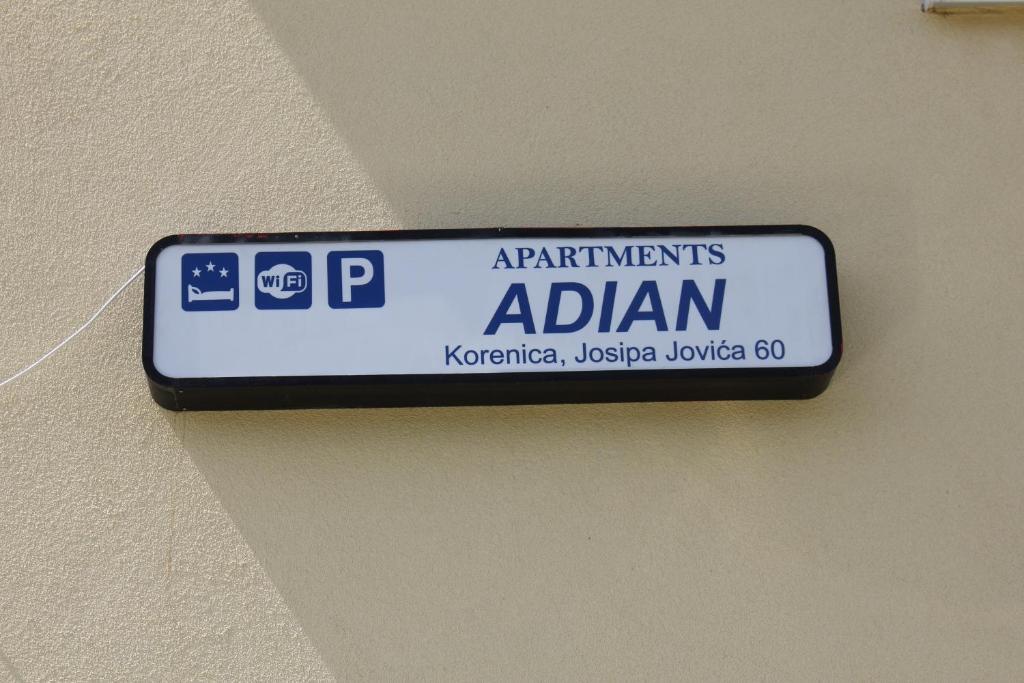 WiFi
P
APARTMENTS
ADIAN
Korenica, Josipa Jovića 60